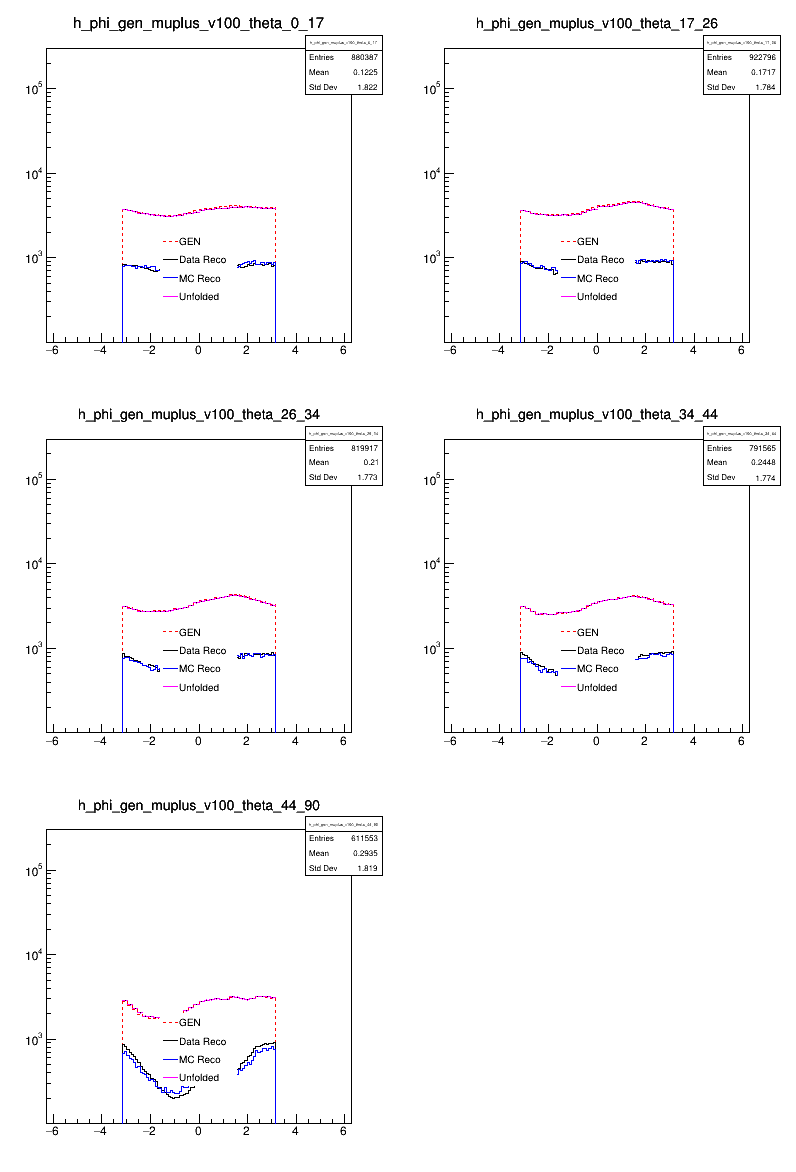 h_phi_gen_muplus_v100_theta_0_17
h_phi_gen_muplus_v100_theta_0_17
Entries 880387
Mean 0.1225
Std Dev 1.822
10^5
10^4
10^3
GEN
Data Reco
MC Reco
Unfolded
−6 −4 −2 0 2 4 6
h_phi_gen_muplus_v100_theta_17_26
h_phi_gen_muplus_v100_theta_17_26
Entries 922796
Mean 0.1717
Std Dev 1.784
10^5
10^4
10^3
GEN
Data Reco
MC Reco
Unfolded
−6 −4 −2 0 2 4 6
h_phi_gen_muplus_v100_theta_26_34
h_phi_gen_muplus_v100_theta_26_34
Entries 819917
Mean 0.21
Std Dev 1.773
10^5
10^4
10^3
GEN
Data Reco
MC Reco
Unfolded
−6 −4 −2 0 2 4 6
h_phi_gen_muplus_v100_theta_34_44
h_phi_gen_muplus_v100_theta_34_44
Entries 791565
Mean 0.2448
Std Dev 1.774
10^5
10^4
10^3
GEN
Data Reco
MC Reco
Unfolded
−6 −4 −2 0 2 4 6
h_phi_gen_muplus_v100_theta_44_90
h_phi_gen_muplus_v100_theta_44_90
Entries 611553
Mean 0.2935
Std Dev 1.819
10^5
10^4
10^3
GEN
Data Reco
MC Reco
Unfolded
−6 −4 −2 0 2 4 6